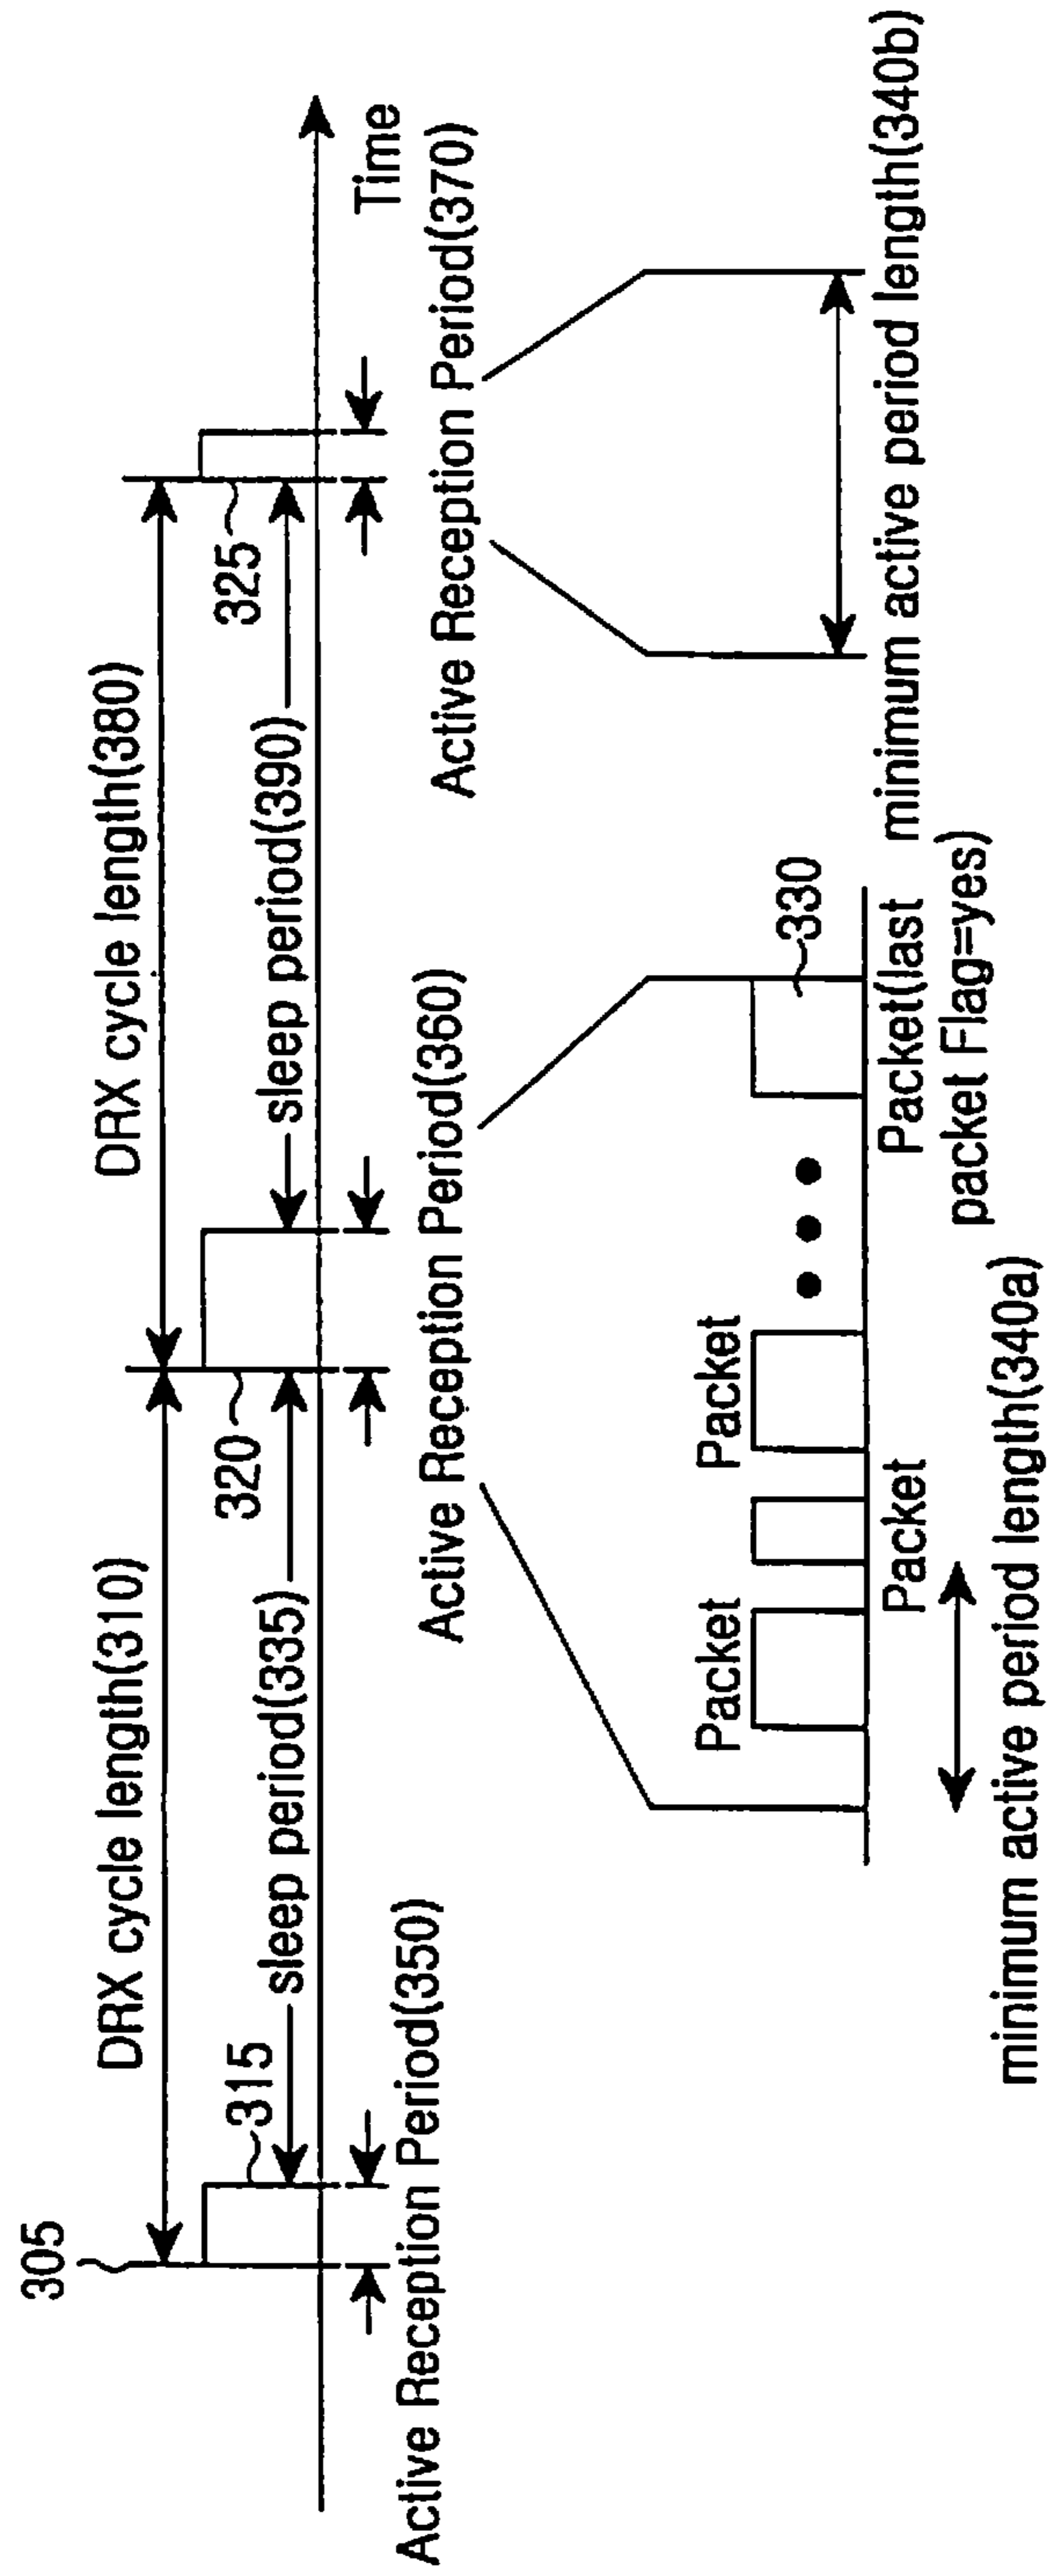 305
DRX cycle length(310)
DRX cycle length(380)
315
sleep period(335)
320
sleep period(390)
325
Time
Active Reception Period(350)
Active Reception Period(360)
Active Reception Period(370)
Packet
Packet
Packet
330
Packet(last
packet Flag=yes)
minimum active period length(340a)
minimum active period length(340b)